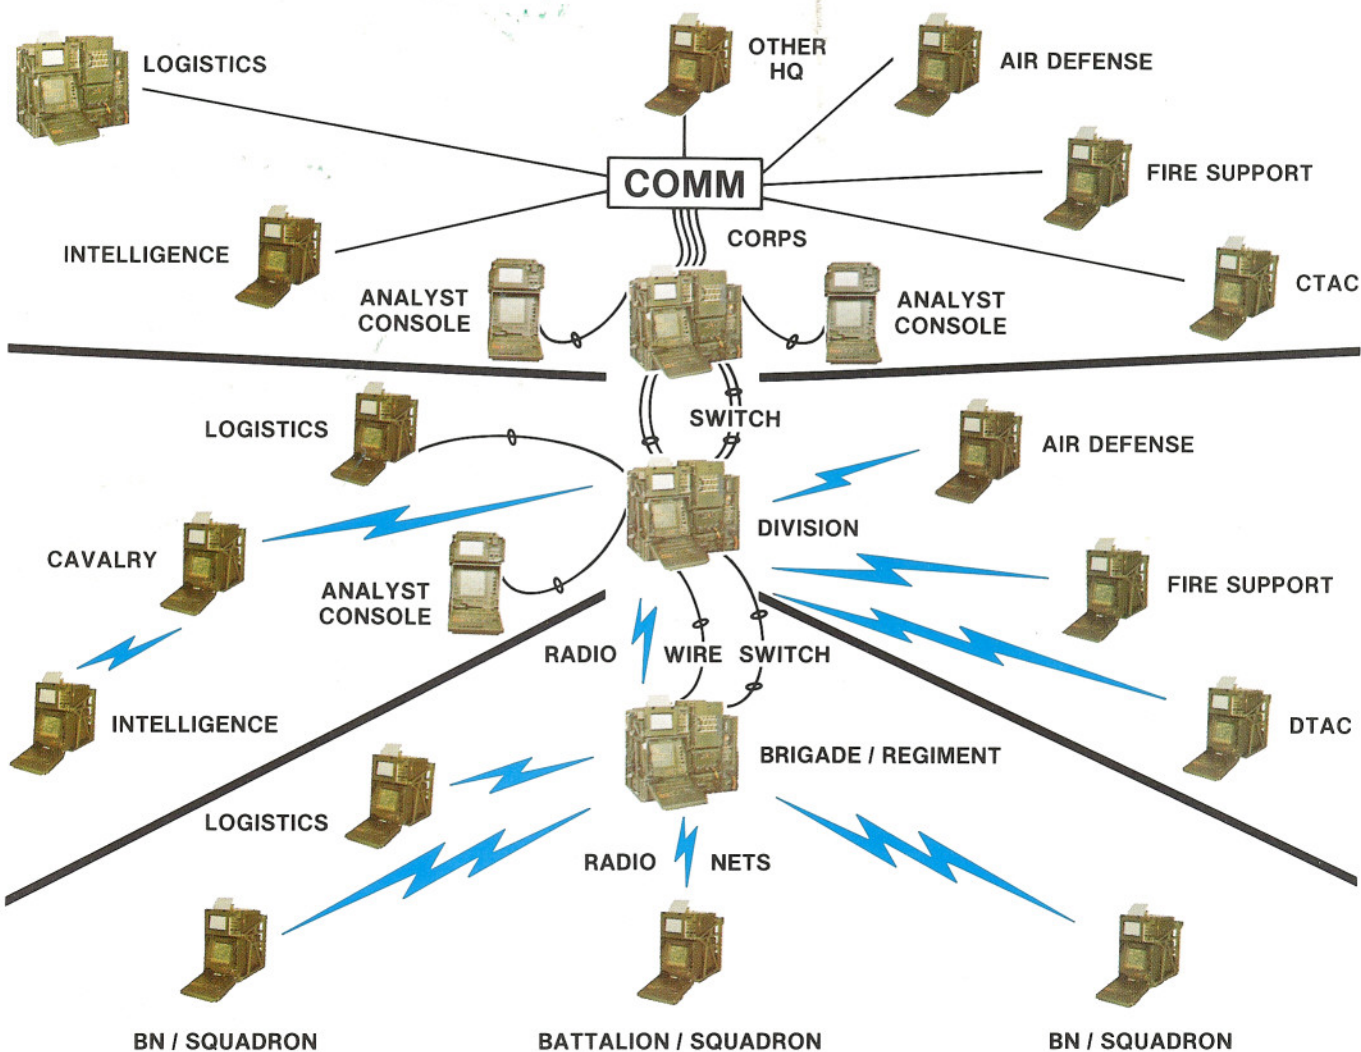 LOGISTICS
OTHER
HQ
AIR DEFENSE
COMM
FIRE SUPPORT
INTELLIGENCE
CORPS
CTAC
ANALYST
CONSOLE
ANALYST
CONSOLE
LOGISTICS
SWITCH
AIR DEFENSE
DIVISION
CAVALRY
ANALYST
CONSOLE
FIRE SUPPORT
RADIO
WIRE
SWITCH
INTELLIGENCE
DTAC
BRIGADE / REGIMENT
LOGISTICS
RADIO
NETS
BN / SQUADRON
BATTALION / SQUADRON
BN / SQUADRON